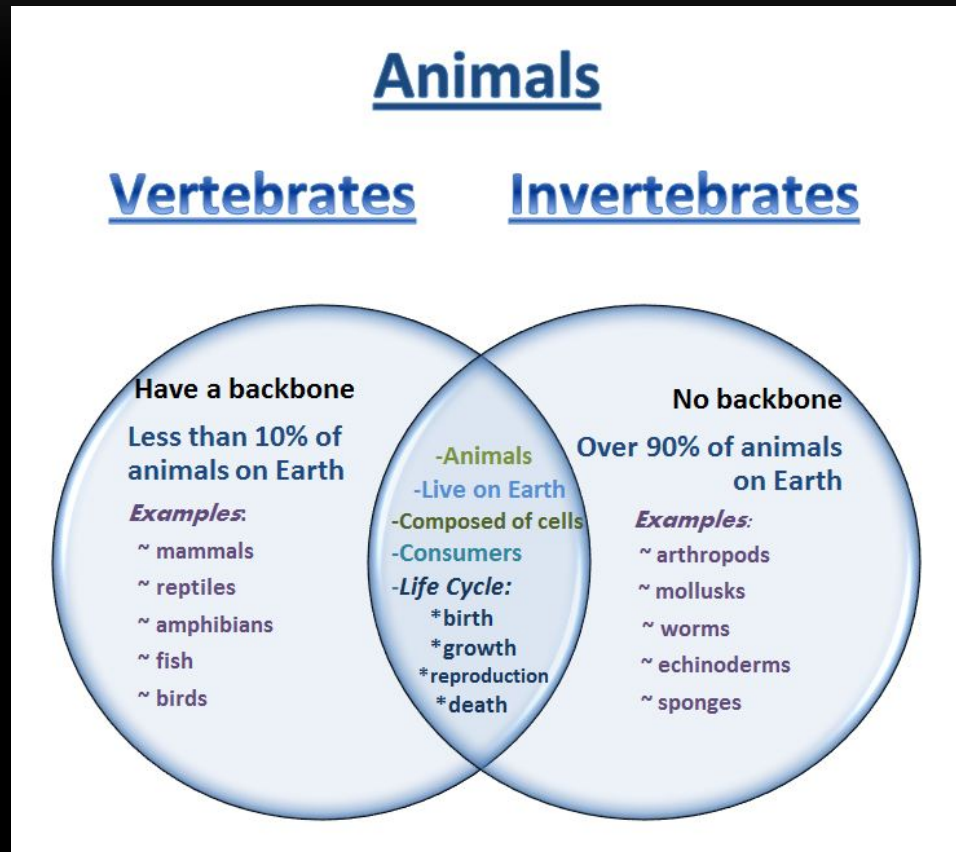 Animals
Vertebrates
Invertebrates
Have a backbone
Less than 10% of
animals on Earth
Examples:
~ mammals
~ reptiles
~ amphibians
~ fish
~ birds
-Animals
-Live on Earth
-Composed of cells
-Consumers
-Life Cycle:
*birth
*growth
*reproduction
*death
No backbone
Over 90% of animals
on Earth
Examples:
~ arthropods
~ mollusks
~ worms
~ echinoderms
~ sponges